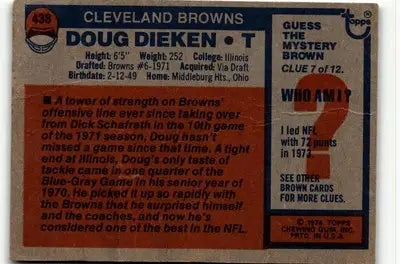 438
CLEVELAND BROWNS
DOUG DIEKEN • T
Height: 6'5" Weight: 252 College: Illinois
Drafted: Browns #6-1971 Acquired: Via Draft
Birthdate: 2-12-49 Home: Middleburg Hts., Ohio
A tower of strength on Browns'
offensive line ever since taking over
from Dick Schafrath in the 10th game
of the 1971 season, Doug hasn't
missed a game since that time. A tight
end at Illinois, Doug's only taste of
tackle came in one quarter of the
Blue-Gray Game in his senior year of
1970. He picked it up so rapidly with
the Browns that he surprised himself
and the coaches, and now he's
considered one of the best in the NFL.
Topps
GUESS
THE
MYSTERY
BROWN
CLUE 7 of 12.
WHO AM I?
?
I led NFL
with 72 punts
in 1973.
SEE OTHER
BROWN CARDS
FOR MORE CLUES.
© 1976 TOPPS
CHEWING GUM, INC.
PRTD. IN U.S.A.